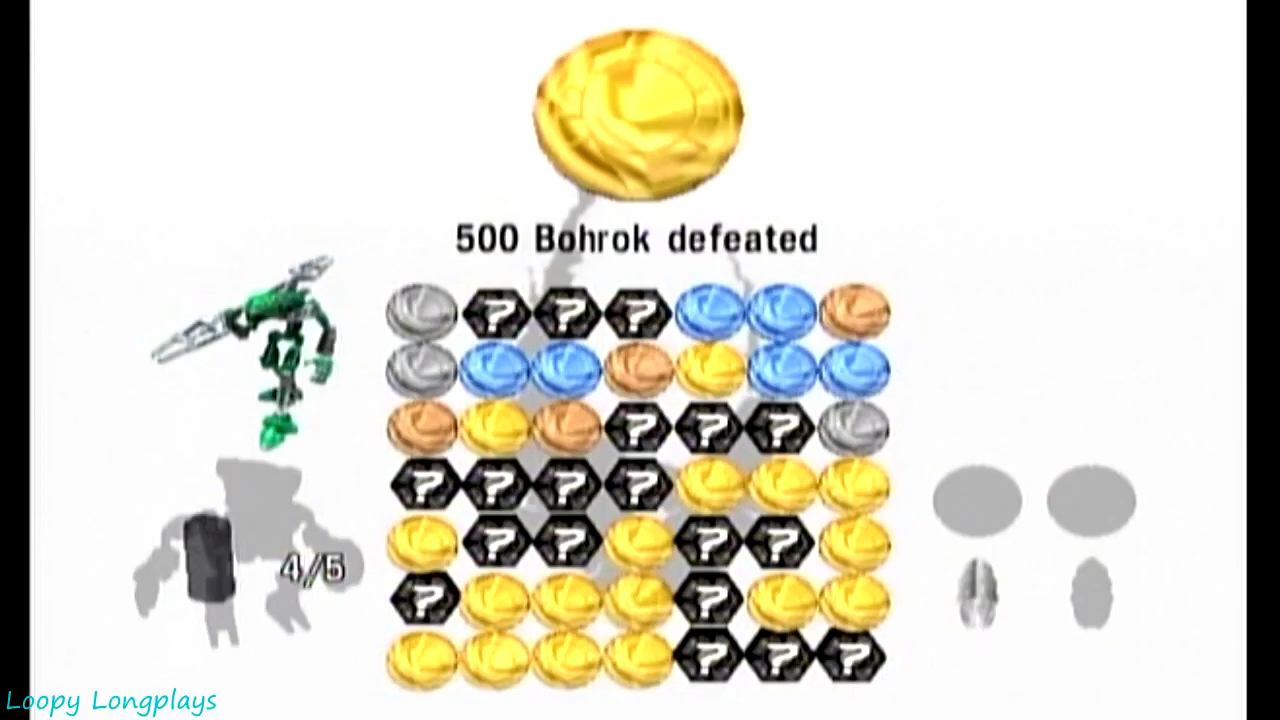 500 Bohrok defeated
? ? ?
? ? ?
? ? ? ?
? ? ? ?
4/5
? ?
? ? ?
Loopy Longplays